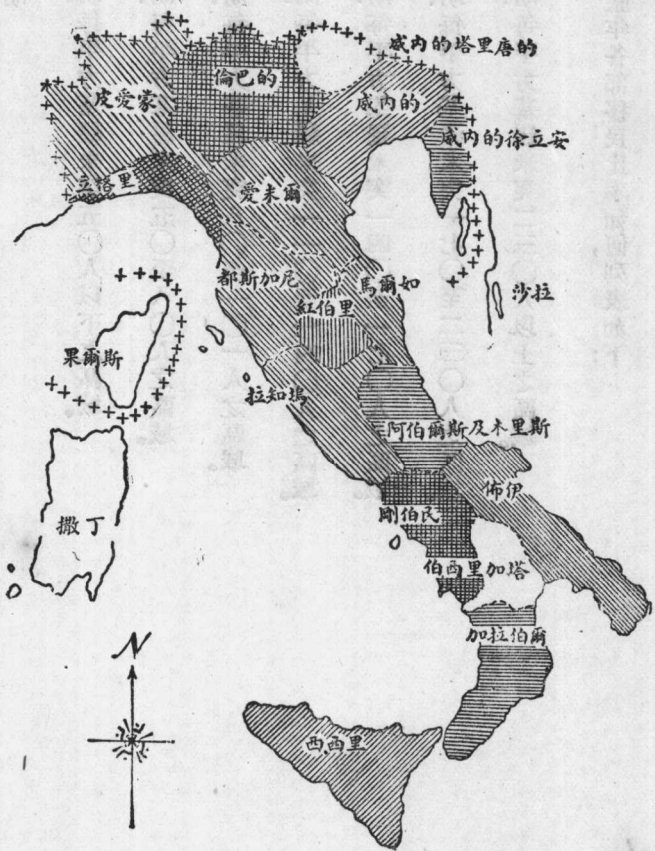 威内的塔里唐的
倫巴的
皮愛蒙
威内的
威内的徐立安
立格里
愛米爾
都斯加尼
馬爾如
紅伯里
沙拉
果爾斯
拉知塢
阿伯爾斯及木里斯
佈伊
剛伯民
撒丁
伯西里加塔
加拉伯爾
N
西西里